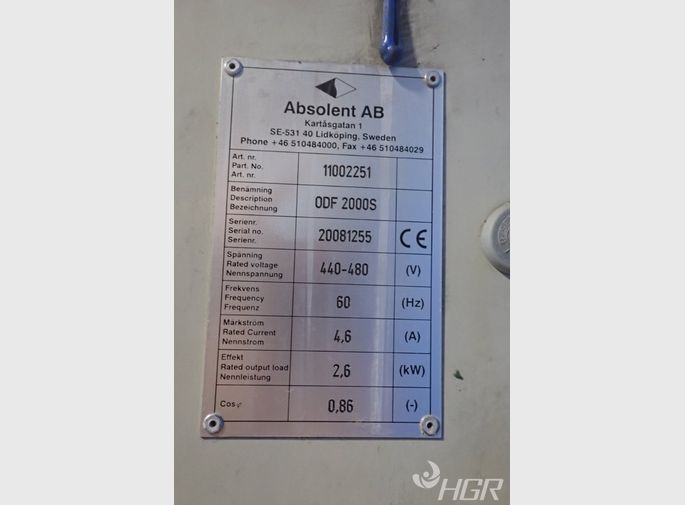 Absolent AB
Kartåsgatan 1
SE-531 40 Lidköping, Sweden
Phone +46 510484000, Fax +46 510484029
Art. nr.
Part. No.
Art. nr.
11002251
Benämning
Description
Bezeichnung
ODF 2000S
Serienr.
Serial no.
Serienr.
20081255
CE
Spänning
Rated voltage
Nennspannung
440-480
(V)
Frekvens
Frequency
Frequenz
60
(Hz)
Märkström
Rated Current
Nennstrom
4,6
(A)
Effekt
Rated output load
Nennleistung
2,6
(kW)
Cosφ
0,86
(-)
HGR